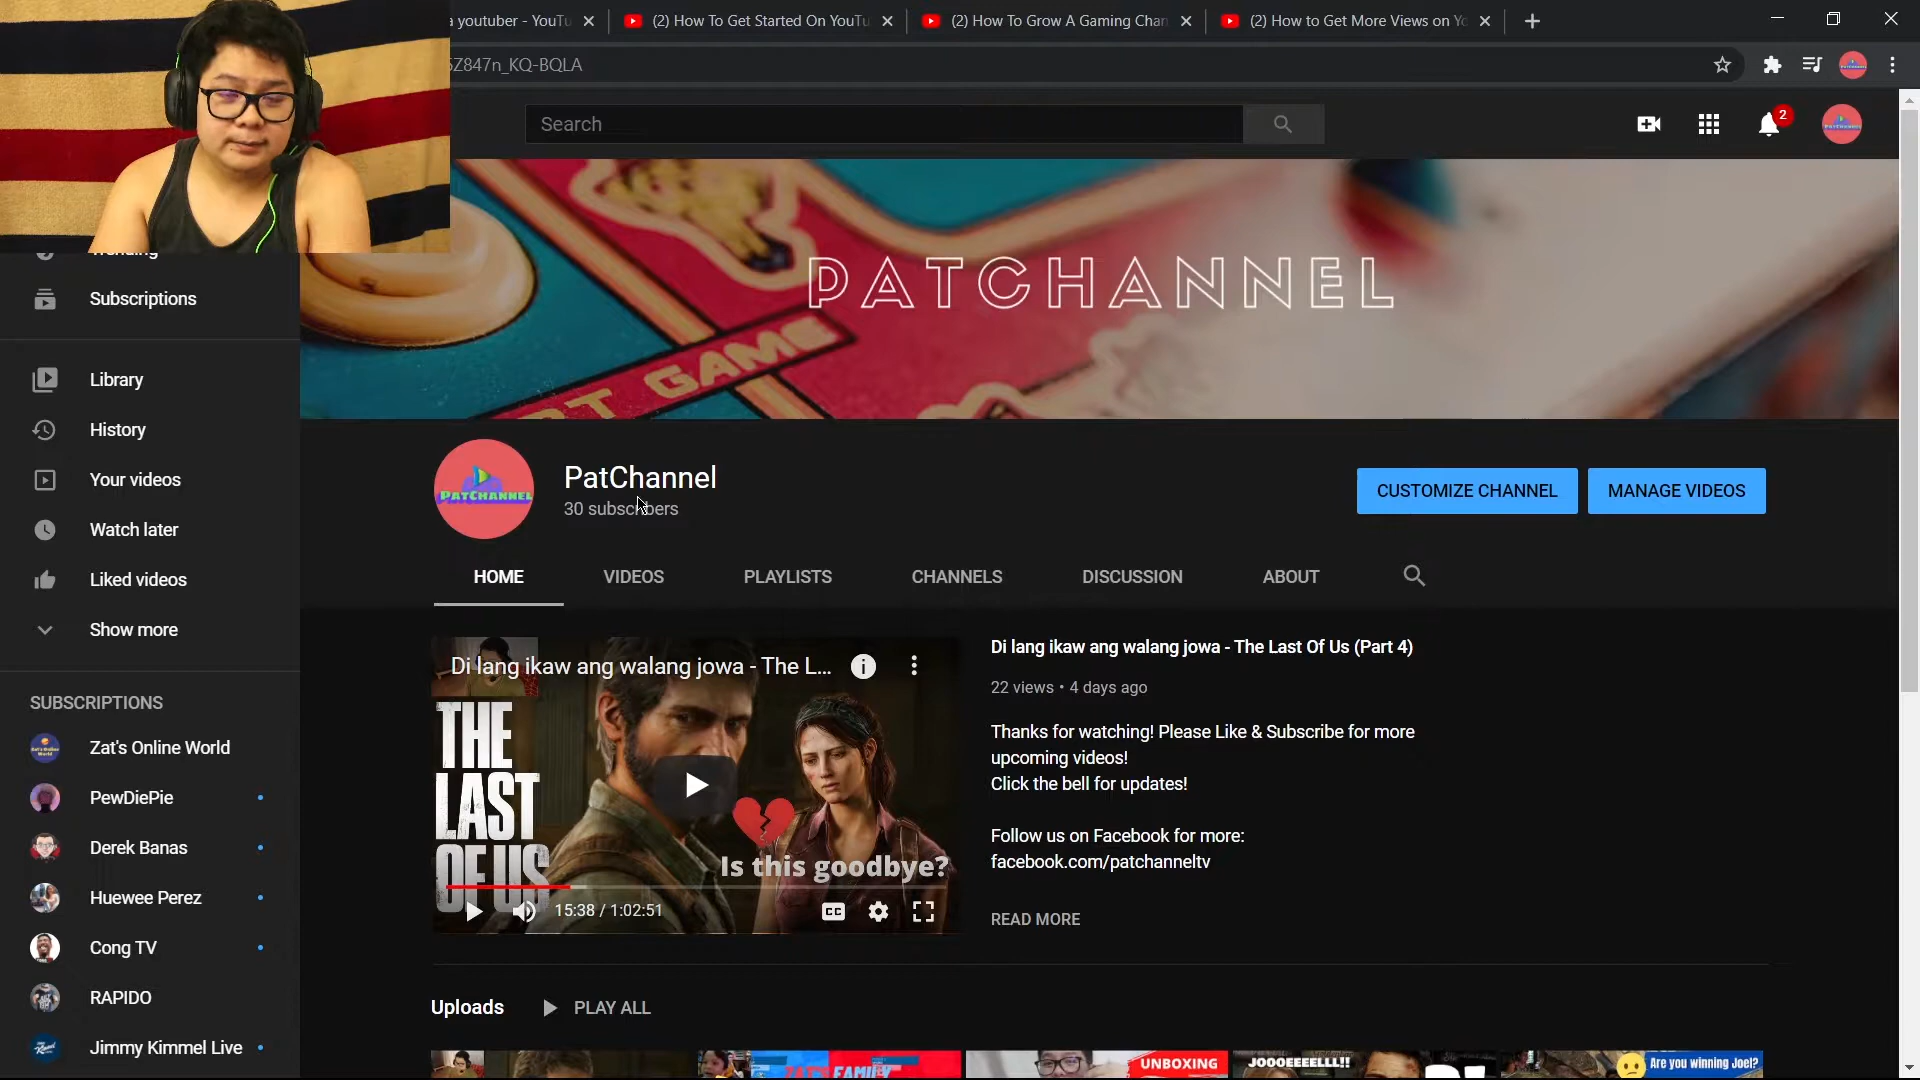 a youtuber - YouTu
(2) How To Get Started On YouTu
(2) How To Grow A Gaming Chan
(2) How to Get More Views on Yo
5Z847n_KQ-BQLA
Search
2
PATCHANNEL
T GAME
Trending
Subscriptions
Library
History
Your videos
Watch later
Liked videos
Show more
SUBSCRIPTIONS
Zat's Online World
PewDiePie
Derek Banas
Huewee Perez
Cong TV
RAPIDO
Jimmy Kimmel Live
PATCHANNEL
PatChannel
30 subscribers
CUSTOMIZE CHANNEL
MANAGE VIDEOS
HOME
VIDEOS
PLAYLISTS
CHANNELS
DISCUSSION
ABOUT
Di lang ikaw ang walang jowa - The L...
THE
LAST
OF US
Is this goodbye?
15:38 / 1:02:51
CC
Di lang ikaw ang walang jowa - The Last Of Us (Part 4)
22 views • 4 days ago
Thanks for watching! Please Like & Subscribe for more
upcoming videos!
Click the bell for updates!
Follow us on Facebook for more:
facebook.com/patchanneltv
READ MORE
Uploads
PLAY ALL
ZAT'S FAMILY
UNBOXING
JOOOEEEELLL!!
Are you winning Joel?